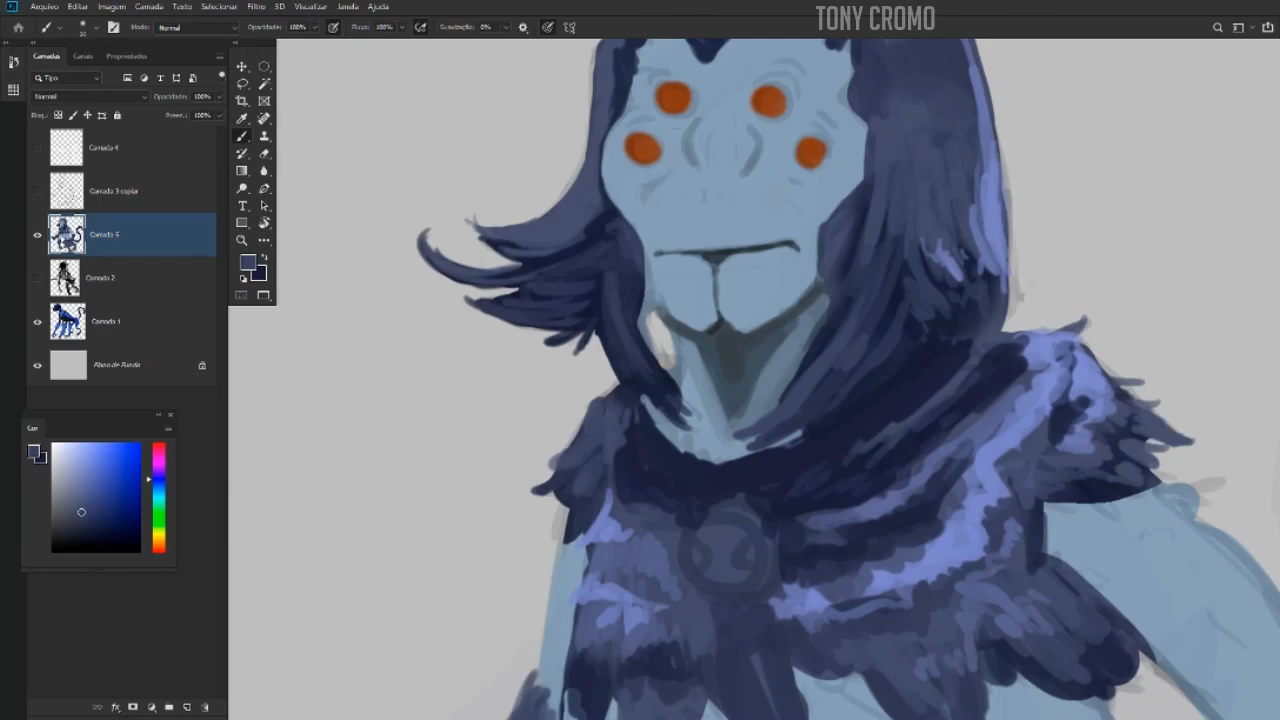 Arquivo Editar Imagem Camada Texto Selecionar Filtro 3D Visualizar Janela Ajuda
TONY CROMO
Modo: Normal Opacidade: 100% Fluxo: 100% Suavização: 0%
Camadas Canais Propriedades
Tipo
Normal Opacidade: 100%
Bloq.: Preen.: 100%
Camada 4
Camada 3 copiar
Camada 5
Camada 2
Camada 1
Plano de Fundo
Cor